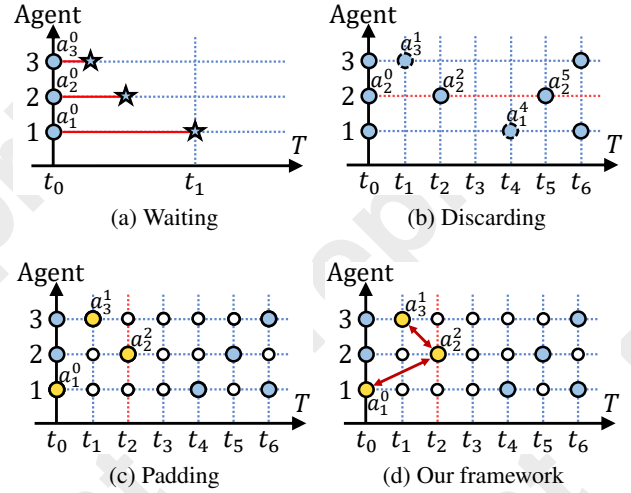 Agent
3 a_3^0
2 a_2^0
1 a_1^0
T
t_0 t_1
(a) Waiting
Agent
3 a_3^1
2 a_2^0 a_2^2 a_2^5
1 a_1^4
T
t_0 t_1 t_2 t_3 t_4 t_5 t_6
(b) Discarding
Agent
3 a_3^1
2 a_2^2
1 a_1^0
T
t_0 t_1 t_2 t_3 t_4 t_5 t_6
(c) Padding
Agent
3 a_3^1
2 a_2^2
1 a_1^0
T
t_0 t_1 t_2 t_3 t_4 t_5 t_6
(d) Our framework